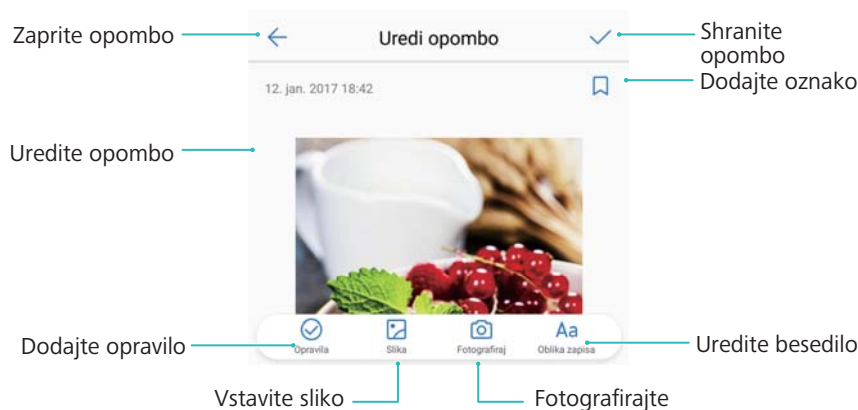 Zaprite opombo
Uredi opombo
Shranite
opombo
Dodajte oznako
12. jan. 2017 18:42
Uredite opombo
Dodajte opravilo
Opravila
Slika
Fotografiraj
Aa
Oblika zapisa
Uredite besedilo
Vstavite sliko
Fotografirajte